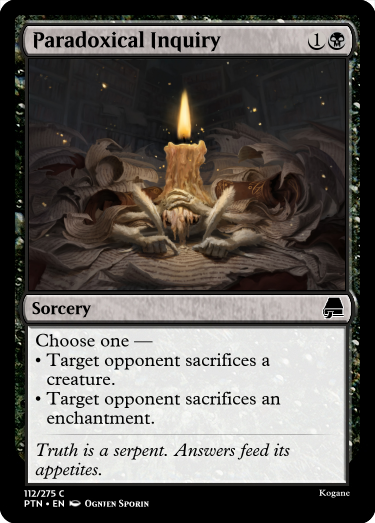 Paradoxical Inquiry 1
Sorcery
Choose one —
• Target opponent sacrifices a
creature.
• Target opponent sacrifices an
enchantment.
Truth is a serpent. Answers feed its
appetites.
112/275 C
Kogane
PTN • EN Ognien Sporin